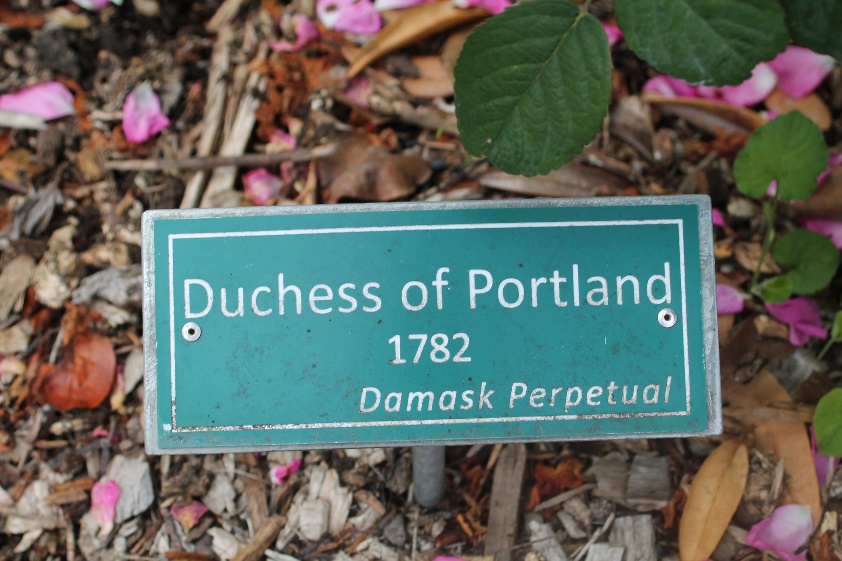 Duchess of Portland
1782
Damask Perpetual